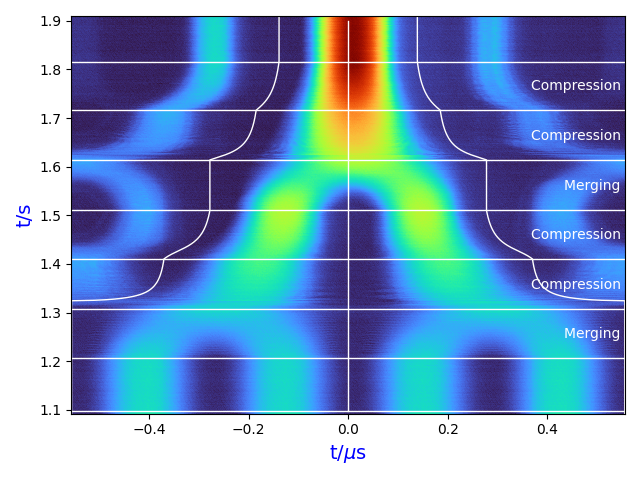 1.9
1.8
Compression
1.7
Compression
1.6
Merging
1.5
Compression
1.4
Compression
1.3
Merging
1.2
1.1
t/s
−0.4 −0.2 0.0 0.2 0.4
t/μs